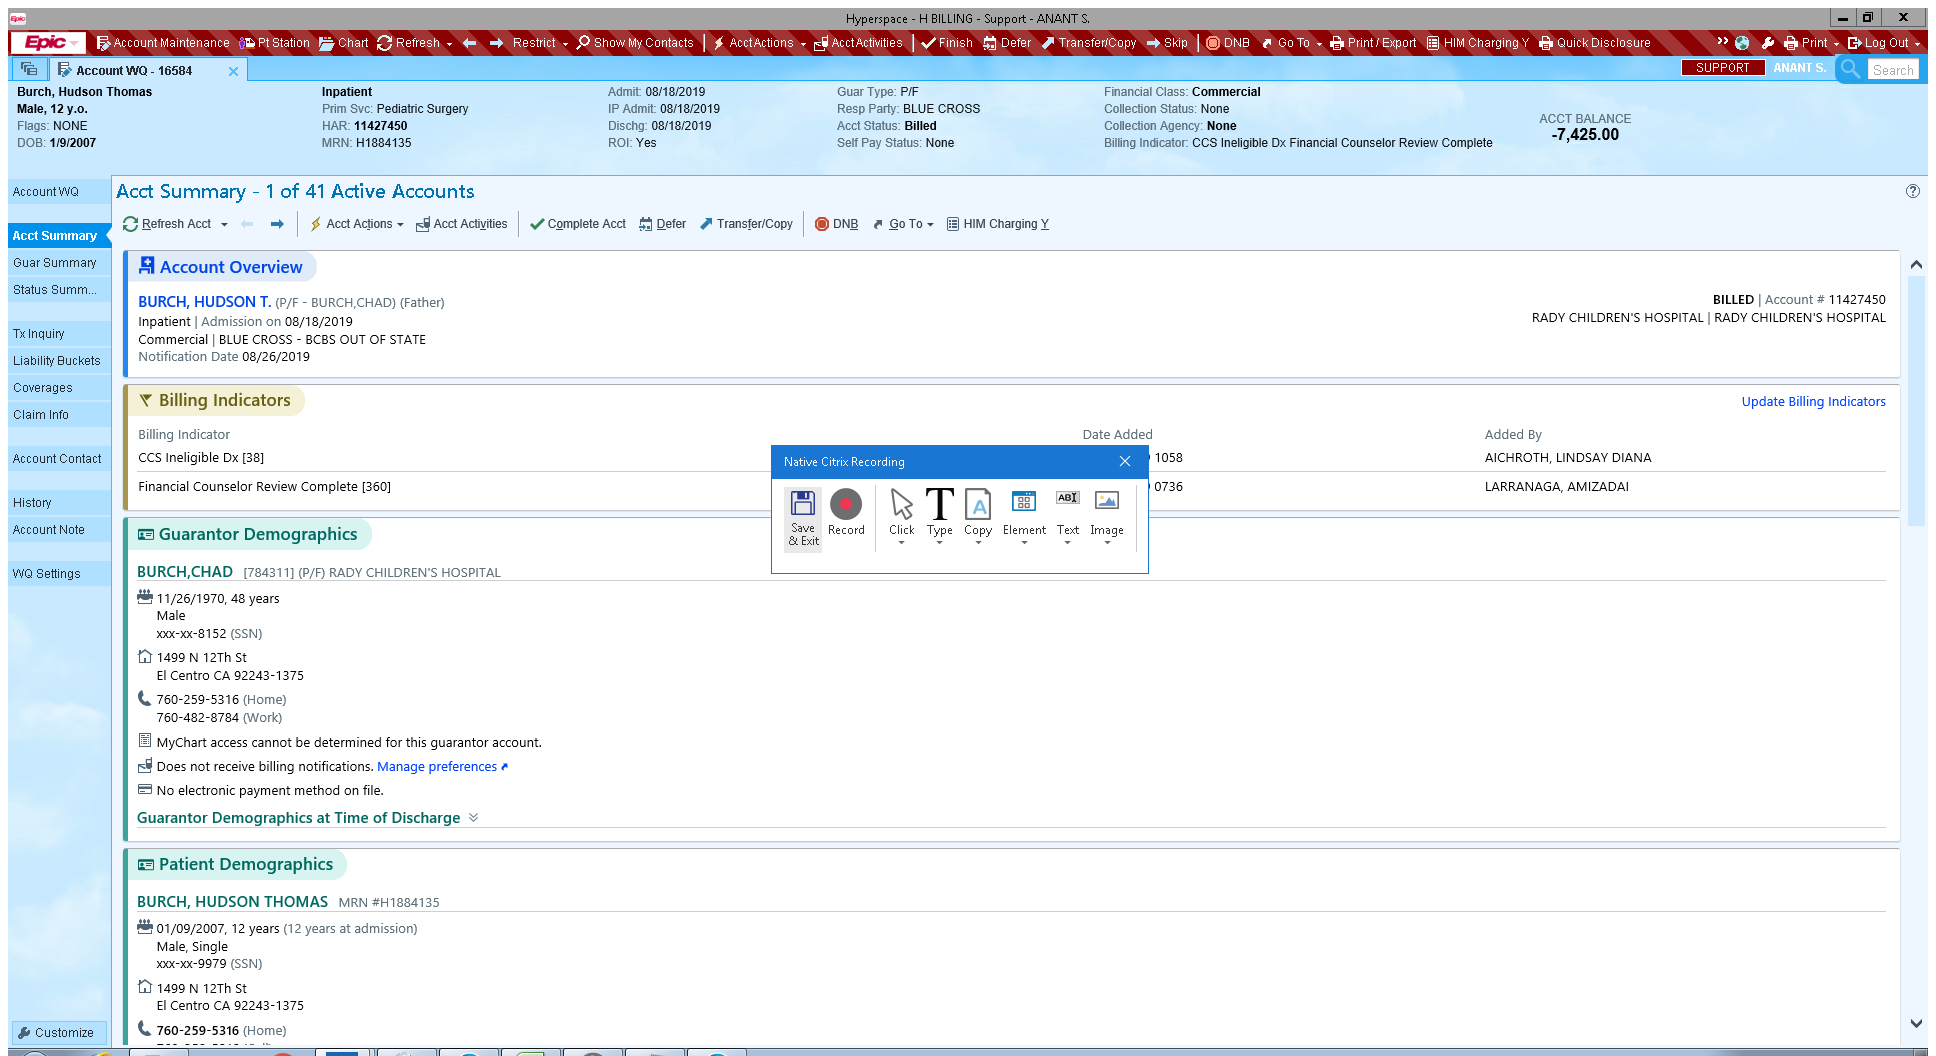 Epic
Hyperspace - H BILLING - Support - ANANT S.
Epic Account Maintenance Pt Station Chart Refresh Restrict Show My Contacts Acct Actions Acct Activities Finish Defer Transfer/Copy Skip DNB Go To Print / Export HIM Charging Y Quick Disclosure Print Log Out
Account WQ - 16584
SUPPORT ANANT S. Search
Burch, Hudson Thomas
Male, 12 y.o.
Flags: NONE
DOB: 1/9/2007
Inpatient
Prim Svc: Pediatric Surgery
HAR: 11427450
MRN: H1884135
Admit: 08/18/2019
IP Admit: 08/18/2019
Dischg: 08/18/2019
ROI: Yes
Guar Type: P/F
Resp Party: BLUE CROSS
Acct Status: Billed
Self Pay Status: None
Financial Class: Commercial
Collection Status: None
Collection Agency: None
Billing Indicator: CCS Ineligible Dx Financial Counselor Review Complete
ACCT BALANCE
-7,425.00
Account WQ
Acct Summary
Guar Summary
Status Summ...
Tx Inquiry
Liability Buckets
Coverages
Claim Info
Account Contact
History
Account Note
WQ Settings
Customize
Acct Summary - 1 of 41 Active Accounts
Refresh Acct Acct Actions Acct Activities Complete Acct Defer Transfer/Copy DNB Go To HIM Charging Y
Account Overview
BURCH, HUDSON T. (P/F - BURCH,CHAD) (Father)
Inpatient | Admission on 08/18/2019
Commercial | BLUE CROSS - BCBS OUT OF STATE
Notification Date 08/26/2019
BILLED | Account # 11427450
RADY CHILDREN'S HOSPITAL | RADY CHILDREN'S HOSPITAL
Billing Indicators
Update Billing Indicators
Billing Indicator Date Added Added By
CCS Ineligible Dx [38] 1058 AICHROTH, LINDSAY DIANA
Financial Counselor Review Complete [360] 0736 LARRANAGA, AMIZADAI
Native Citrix Recording
Save & Exit
Record
Click
Type
Copy
Element
Text
Image
Guarantor Demographics
BURCH,CHAD [784311] (P/F) RADY CHILDREN'S HOSPITAL
11/26/1970, 48 years
Male
xxx-xx-8152 (SSN)
1499 N 12Th St
El Centro CA 92243-1375
760-259-5316 (Home)
760-482-8784 (Work)
MyChart access cannot be determined for this guarantor account.
Does not receive billing notifications. Manage preferences
No electronic payment method on file.
Guarantor Demographics at Time of Discharge
Patient Demographics
BURCH, HUDSON THOMAS MRN #H1884135
01/09/2007, 12 years (12 years at admission)
Male, Single
xxx-xx-9979 (SSN)
1499 N 12Th St
El Centro CA 92243-1375
760-259-5316 (Home)